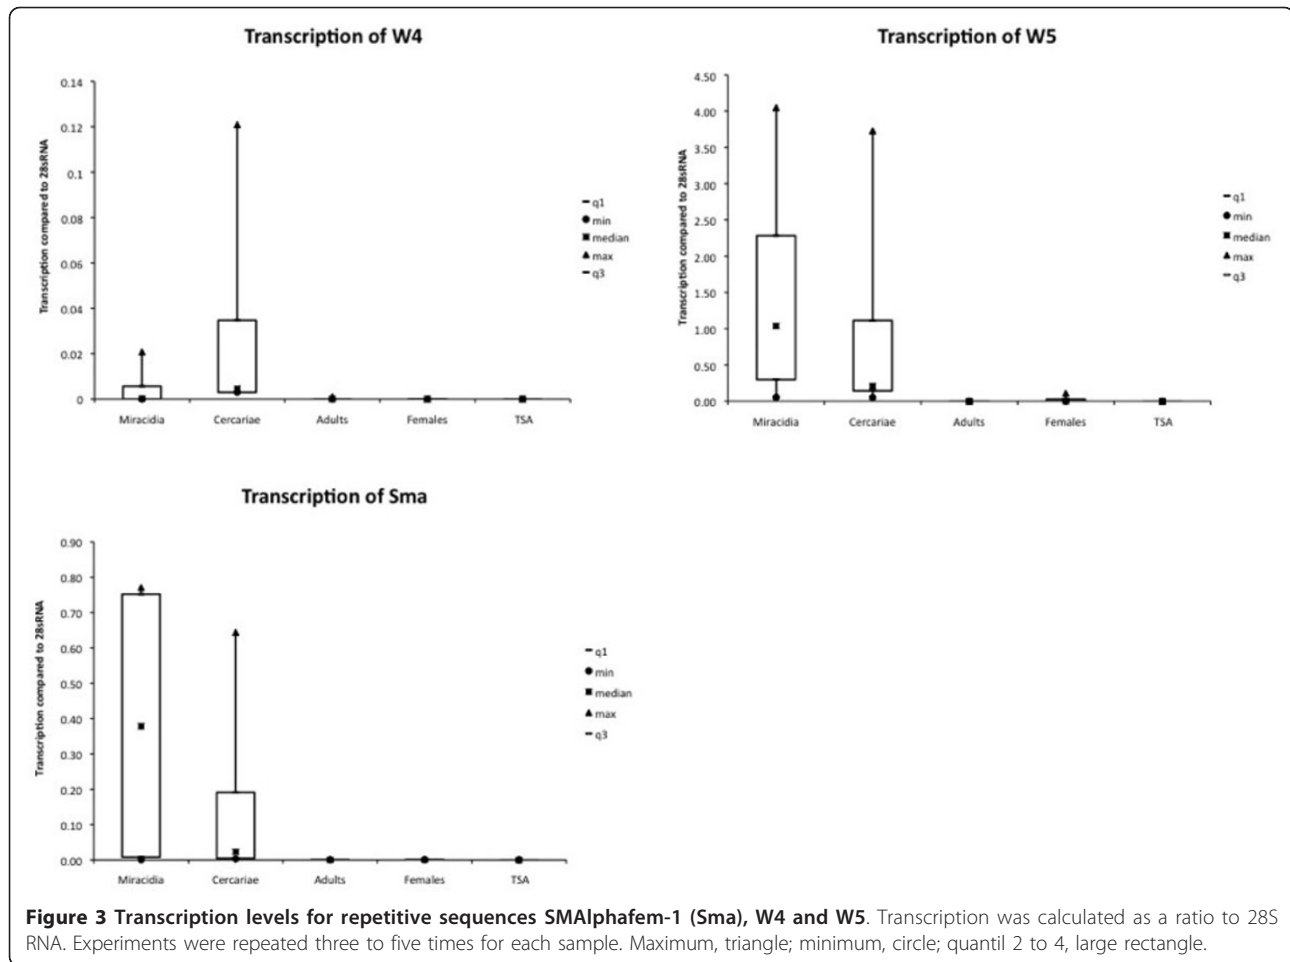 Transcription of W4
Transcription compared to 28sRNA
0.14
0.12
0.1
0.08
0.06
0.04
0.02
0
Miracidia Cercariae Adults Females TSA
q1
min
median
max
q3
Transcription of W5
Transcription compared to 28sRNA
4.50
4.00
3.50
3.00
2.50
2.00
1.50
1.00
0.50
0.00
Miracidia Cercariae Adults Females TSA
q1
min
median
max
q3
Transcription of Sma
Transcription compared to 28sRNA
0.90
0.80
0.70
0.60
0.50
0.40
0.30
0.20
0.10
0.00
Miracidia Cercariae Adults Females TSA
q1
min
median
max
q3
Figure 3 Transcription levels for repetitive sequences SMAlphafem-1 (Sma), W4 and W5. Transcription was calculated as a ratio to 28S
RNA. Experiments were repeated three to five times for each sample. Maximum, triangle; minimum, circle; quantil 2 to 4, large rectangle.